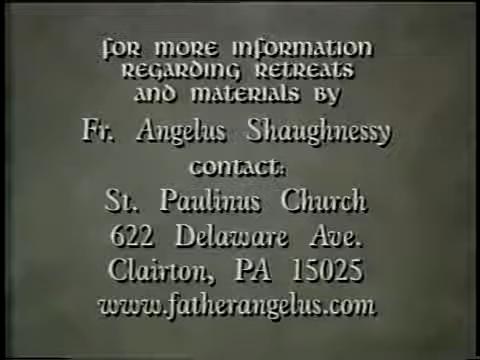 for more information
regarding retreats
and materials by
Fr. Angelus Shaughnessy
contact:
St. Paulinus Church
622 Delaware Ave.
Clairton, PA 15025
www.fatherangelus.com